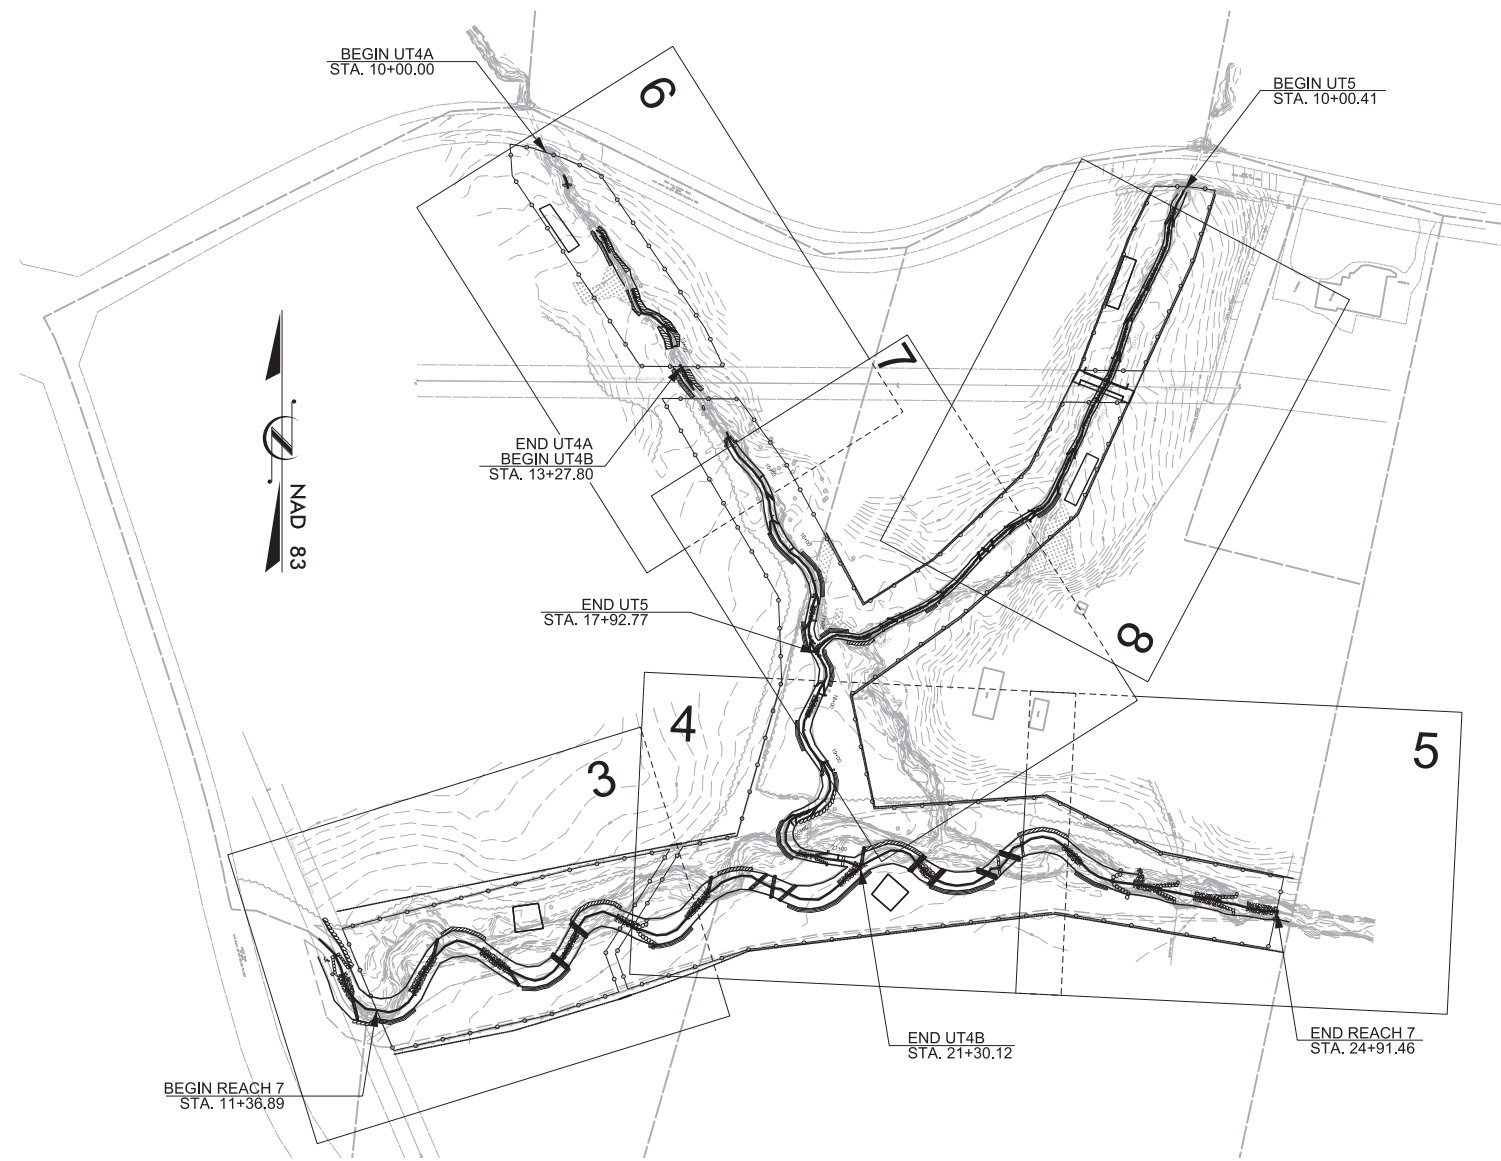 BEGIN UT4A
STA. 10+00.00
6
BEGIN UT5
STA. 10+00.41
7
END UT4A
BEGIN UT4B
STA. 13+27.80
NAD 83
END UT5
STA. 17+92.77
8
4
5
3
21+00
END UT4B
STA. 21+30.12
END REACH 7
STA. 24+91.46
BEGIN REACH 7
STA. 11+36.89